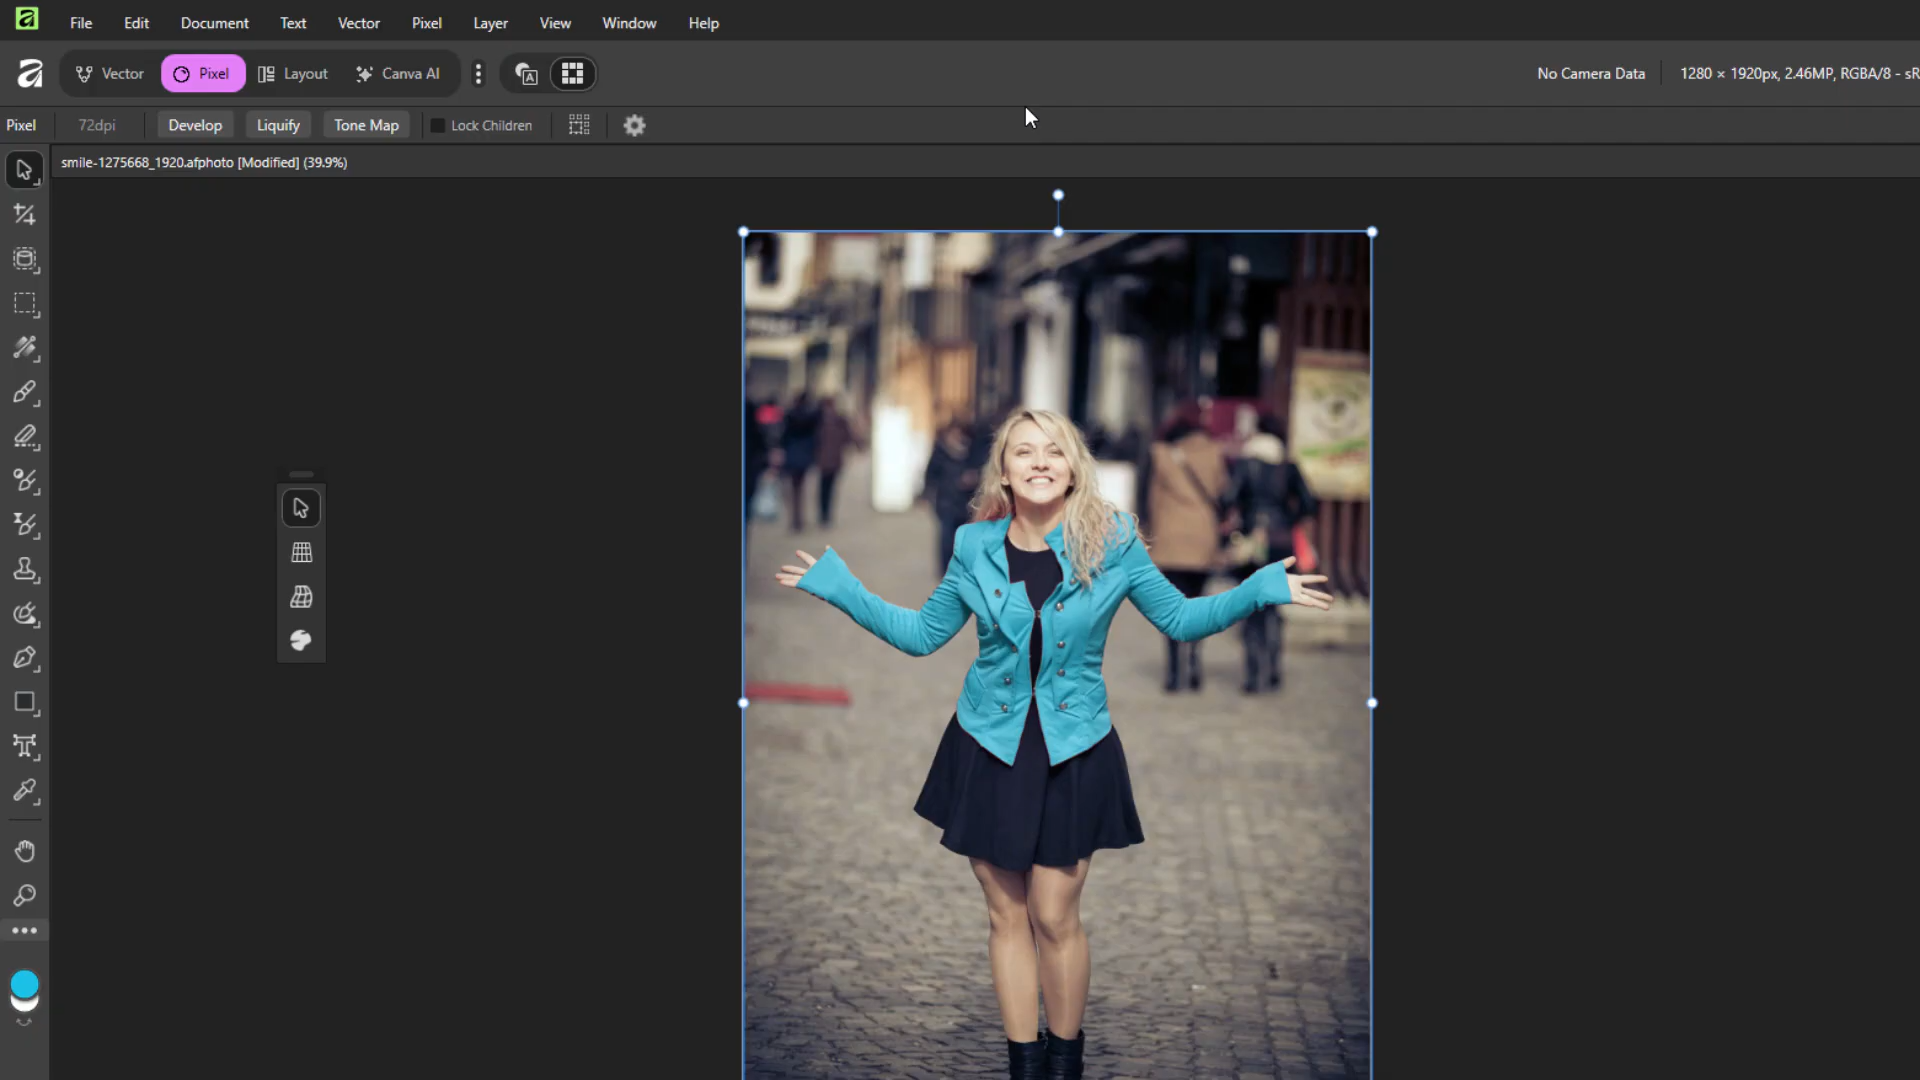 File Edit Document Text Vector Pixel Layer View Window Help
Vector Pixel Layout Canva AI No Camera Data 1280 × 1920px, 2.46MP, RGBA/8 - sR
Pixel 72dpi Develop Liquify Tone Map Lock Children
smile-1275668_1920.afphoto [Modified] (39.9%)